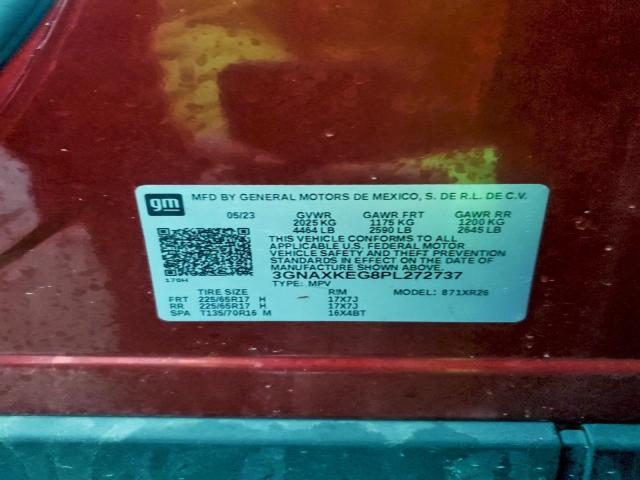 gm MFD BY GENERAL MOTORS DE MEXICO, S. DE R.L. DE C.V.
05/23 GVWR GAWR FRT GAWR RR
2025 KG 1175 KG 1200 KG
4464 LB 2590 LB 2645 LB
THIS VEHICLE CONFORMS TO ALL
APPLICABLE U.S. FEDERAL MOTOR
VEHICLE SAFETY AND THEFT PREVENTION
STANDARDS IN EFFECT ON THE DATE OF
MANUFACTURE SHOWN ABOVE.
3GNAXKEG8PL272737
TYPE: MPV MODEL: 871XR26
TIRE SIZE RIM
FRT 225/65R17 H 17X7J
RR 225/65R17 H 17X7J
SPA T135/70R16 M 16X4BT